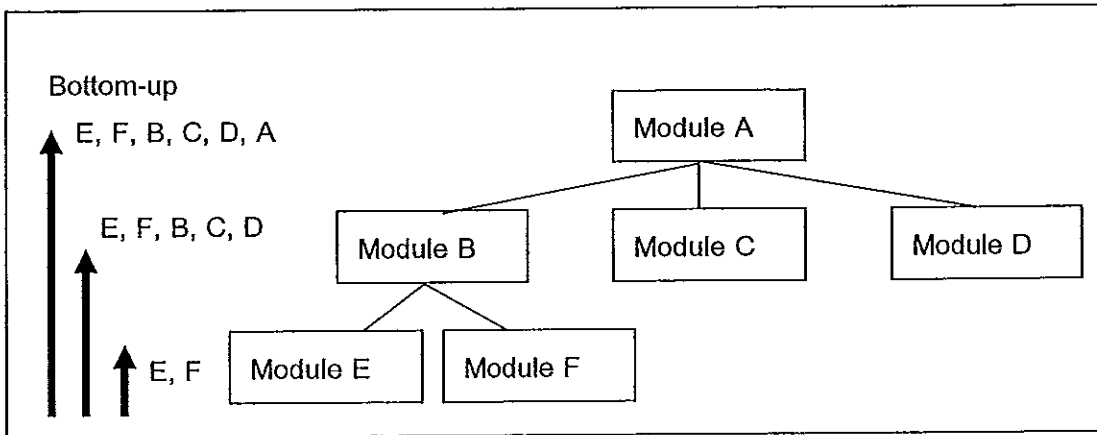 Bottom-up
E, F, B, C, D, A
Module A
E, F, B, C, D
Module B
Module C
Module D
E, F
Module E
Module F